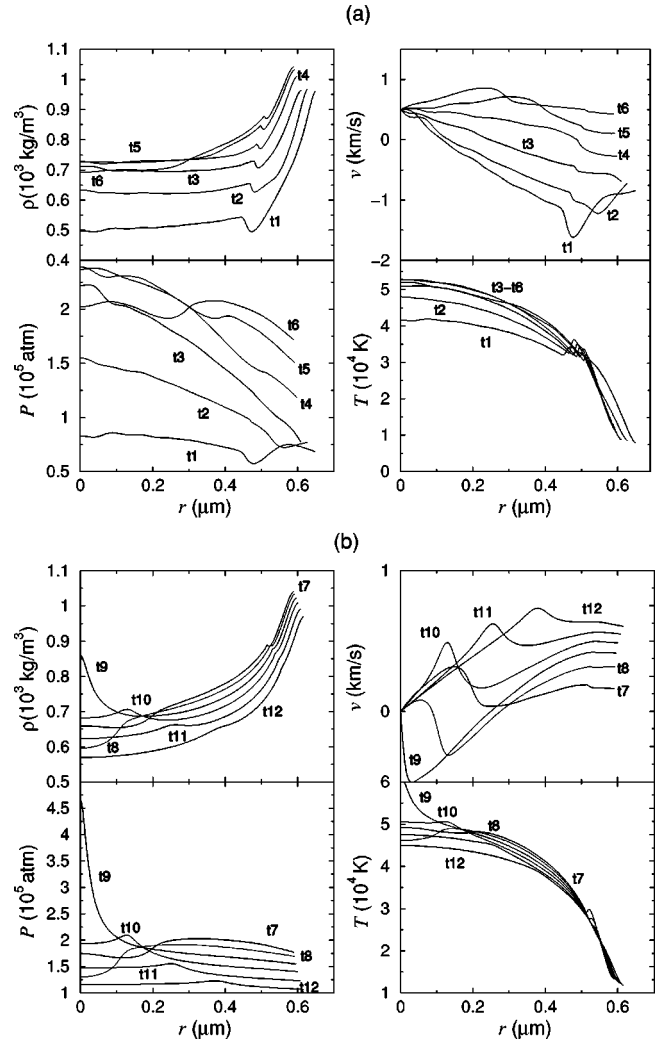 (a)
1.1
1
0.9
0.8
0.7
0.6
0.5
0.4
ρ(10³ kg/m³)
t4
t5
t6
t3
t2
t1
1
0
−1
−2
v (km/s)
t6
t5
t4
t3
t2
t1
2
1.5
1
0.5
P (10⁵ atm)
t6
t5
t4
t3
t2
t1
0
0.2
0.4
0.6
r (μm)
5
4
3
2
1
0
T (10⁴ K)
t3−t6
t2
t1
0
0.2
0.4
0.6
r (μm)
(b)
1.1
1
0.9
0.8
0.7
0.6
0.5
ρ(10³ kg/m³)
t7
t9
t10
t8
t11
t12
1
0
v (km/s)
t10
t11
t12
t8
t7
t9
4.5
4
3.5
3
2.5
2
1.5
1
P (10⁵ atm)
t9
t10
t7
t8
t11
t12
0
0.2
0.4
0.6
r (μm)
6
5
4
3
2
1
T (10⁴ K)
t9
t10
t8
t7
t12
0
0.2
0.4
0.6
r (μm)